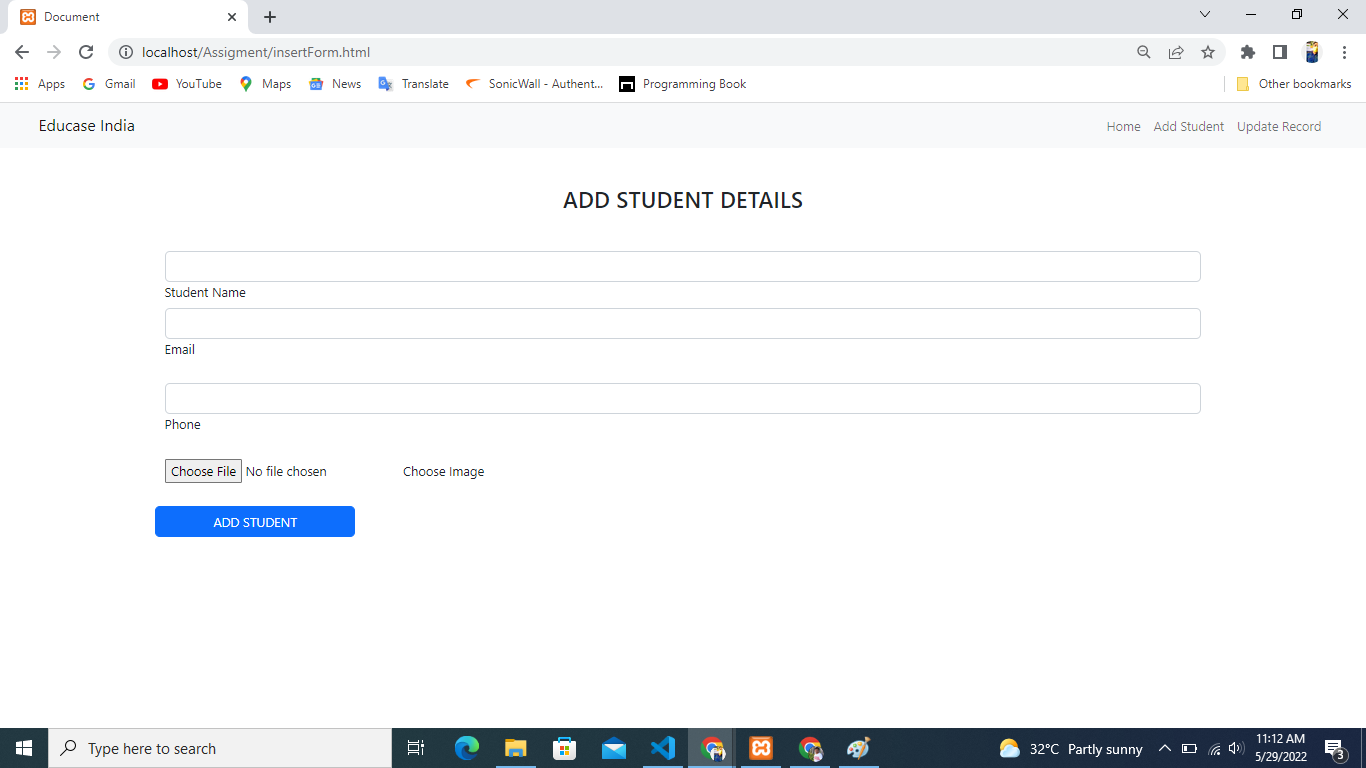 Document
localhost/Assigment/insertForm.html
Apps Gmail YouTube Maps News Translate SonicWall - Authent... Programming Book Other bookmarks
Educase India Home Add Student Update Record
ADD STUDENT DETAILS
Student Name
Email
Phone
Choose File No file chosen Choose Image
ADD STUDENT
Type here to search 32°C Partly sunny 11:12 AM
5/29/2022 3